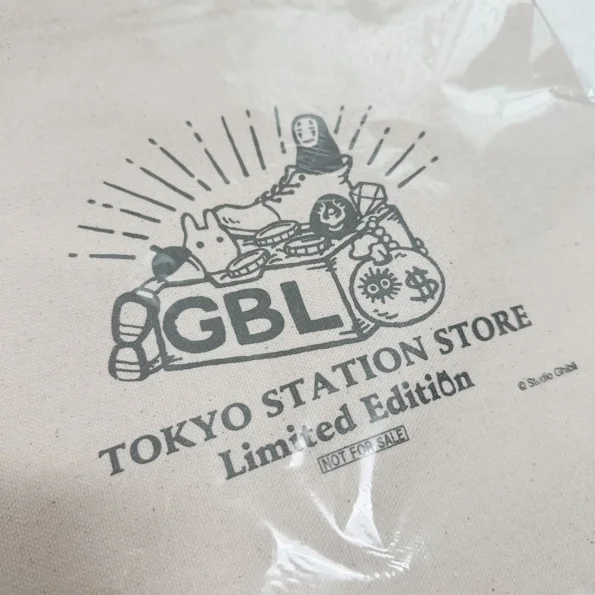 GBL
$
TOKYO STATION STORE
Limited Edition
NOT FOR SALE
© Studio Ghibli